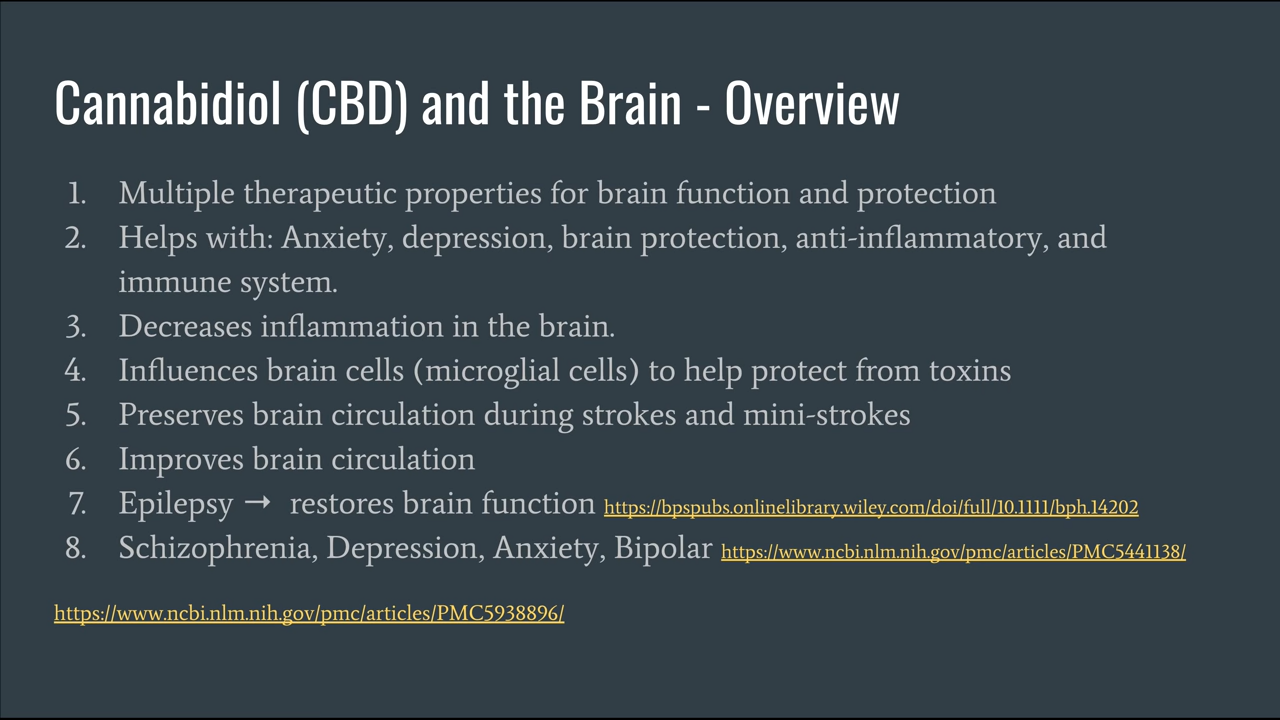 Cannabidiol (CBD) and the Brain - Overview
1. Multiple therapeutic properties for brain function and protection
2. Helps with: Anxiety, depression, brain protection, anti-inflammatory, and
immune system.
3. Decreases inflammation in the brain.
4. Influences brain cells (microglial cells) to help protect from toxins
5. Preserves brain circulation during strokes and mini-strokes
6. Improves brain circulation
7. Epilepsy → restores brain function https://bpspubs.onlinelibrary.wiley.com/doi/full/10.1111/bph.14202
8. Schizophrenia, Depression, Anxiety, Bipolar https://www.ncbi.nlm.nih.gov/pmc/articles/PMC5441138/
https://www.ncbi.nlm.nih.gov/pmc/articles/PMC5938896/